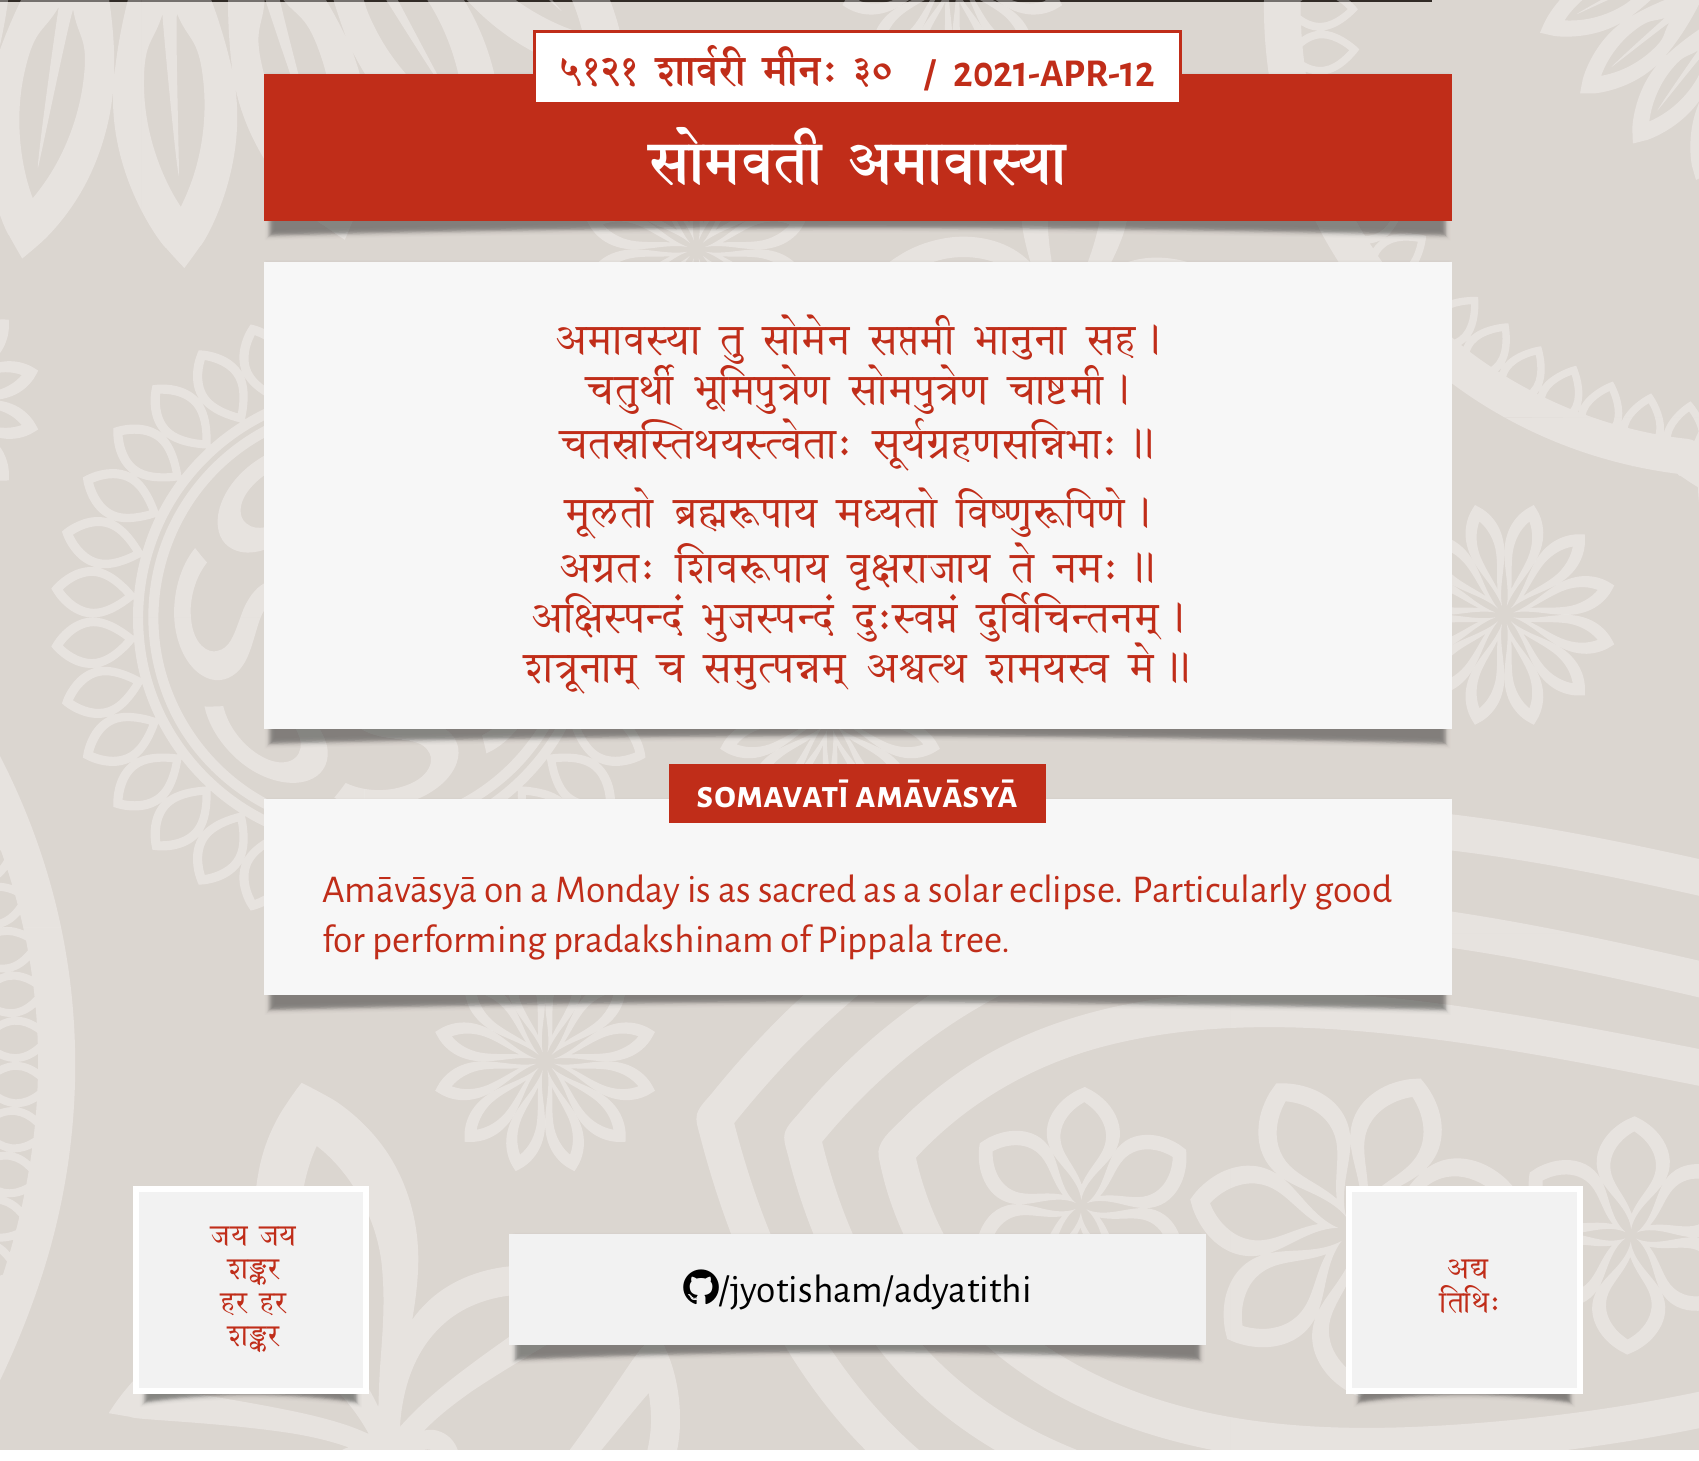 ५१२१ शार्वरी मीनः ३० / 2021-APR-12
सोमवती अमावास्या
अमावस्या तु सोमेन सप्तमी भानुना सह।
चतुर्थी भूमिपुत्रेण सोमपुत्रेण चाष्टमी।
चतस्रस्तिथयस्त्वेताः सूर्यग्रहणसन्निभाः॥
मूलतो ब्रह्मरूपाय मध्यतो विष्णुरूपिणे।
अग्रतः शिवरूपाय वृक्षराजाय ते नमः॥
अक्षिस्पन्दं भुजस्पन्दं दुःस्वप्नं दुर्विचिन्तनम्।
शत्रूनाम् च समुत्पन्नम् अश्वत्थ शमयस्व मे॥
SOMAVATĪ AMĀVĀSYĀ
Amāvāsyā on a Monday is as sacred as a solar eclipse. Particularly good
for performing pradakshinam of Pippala tree.
जय जय
शङ्कर
हर हर
शङ्कर
/jyotisham/adyatithi
अद्य
तिथिः